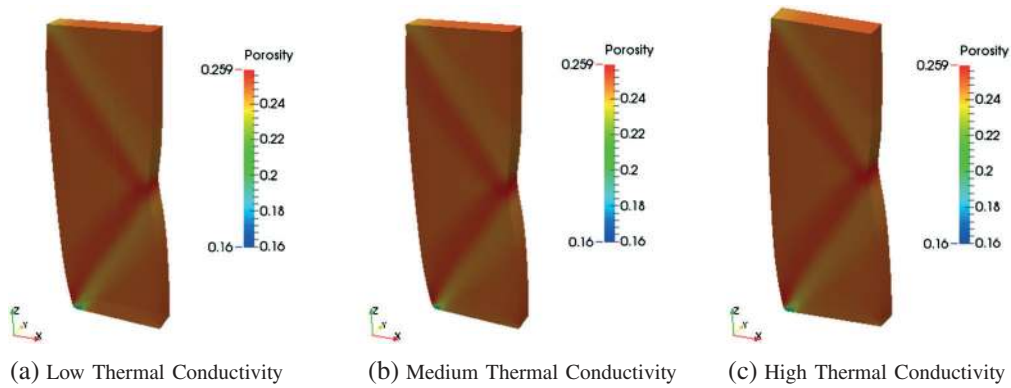 Porosity
0.259
0.24
0.22
0.2
0.18
0.16 0.16
Z
Y
X
Porosity
0.259
0.24
0.22
0.2
0.18
0.16 0.16
Z
Y
X
Porosity
0.259
0.24
0.22
0.2
0.18
0.16 0.16
Z
Y
X
(a) Low Thermal Conductivity
(b) Medium Thermal Conductivity
(c) High Thermal Conductivity